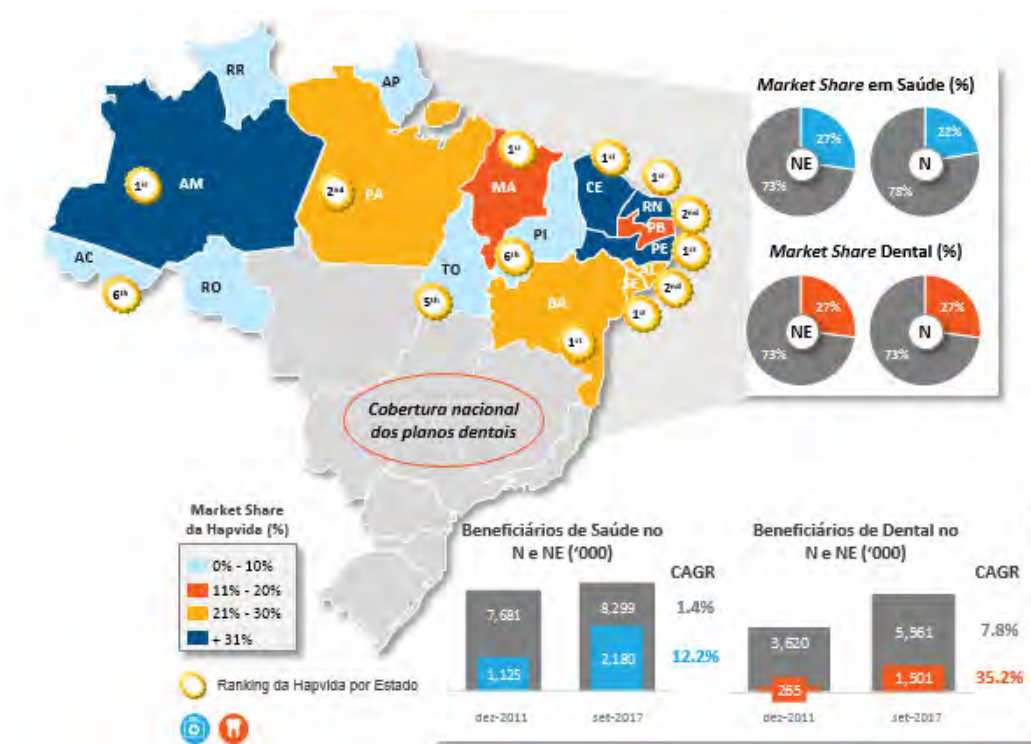 RR
AP
AM
1st
PA
2nd
MA
1st
CE
1st
RN
1st
PB
2nd
PE
1st
PI
6th
AC
6th
RO
TO
5th
BA
1st
AL
2nd
SE
1st
Cobertura nacional
dos planos dentais
Market Share em Saúde (%)
27%
NE
73%
22%
N
78%
Market Share Dental (%)
27%
NE
73%
27%
N
73%
Market Share
da Hapvida (%)
0% - 10%
11% - 20%
21% - 30%
+ 31%
Ranking da Hapvida por Estado
Beneficiários de Saúde no
N e NE ('000)
CAGR
7,681
8,299
1.4%
1,125
2,180
12.2%
dez-2011
set-2017
Beneficiários de Dental no
N e NE ('000)
CAGR
3,620
5,561
7.8%
265
1,501
35.2%
dez-2011
set-2017